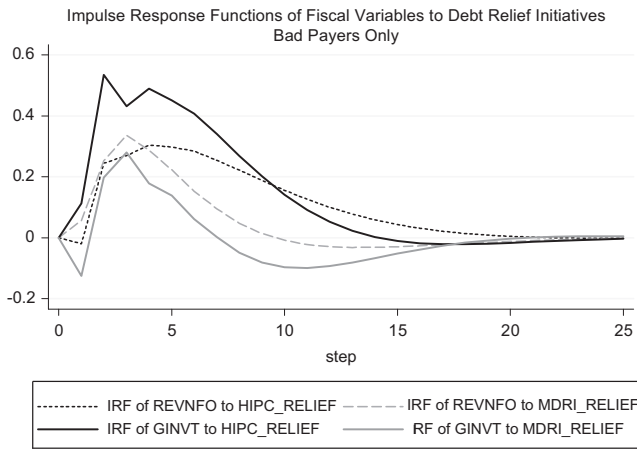 Impulse Response Functions of Fiscal Variables to Debt Relief Initiatives
Bad Payers Only
0.6
0.4
0.2
0
-0.2
0 5 10 15 20 25
step
IRF of REVNFO to HIPC_RELIEF IRF of REVNFO to MDRI_RELIEF
IRF of GINVT to HIPC_RELIEF RF of GINVT to MDRI_RELIEF